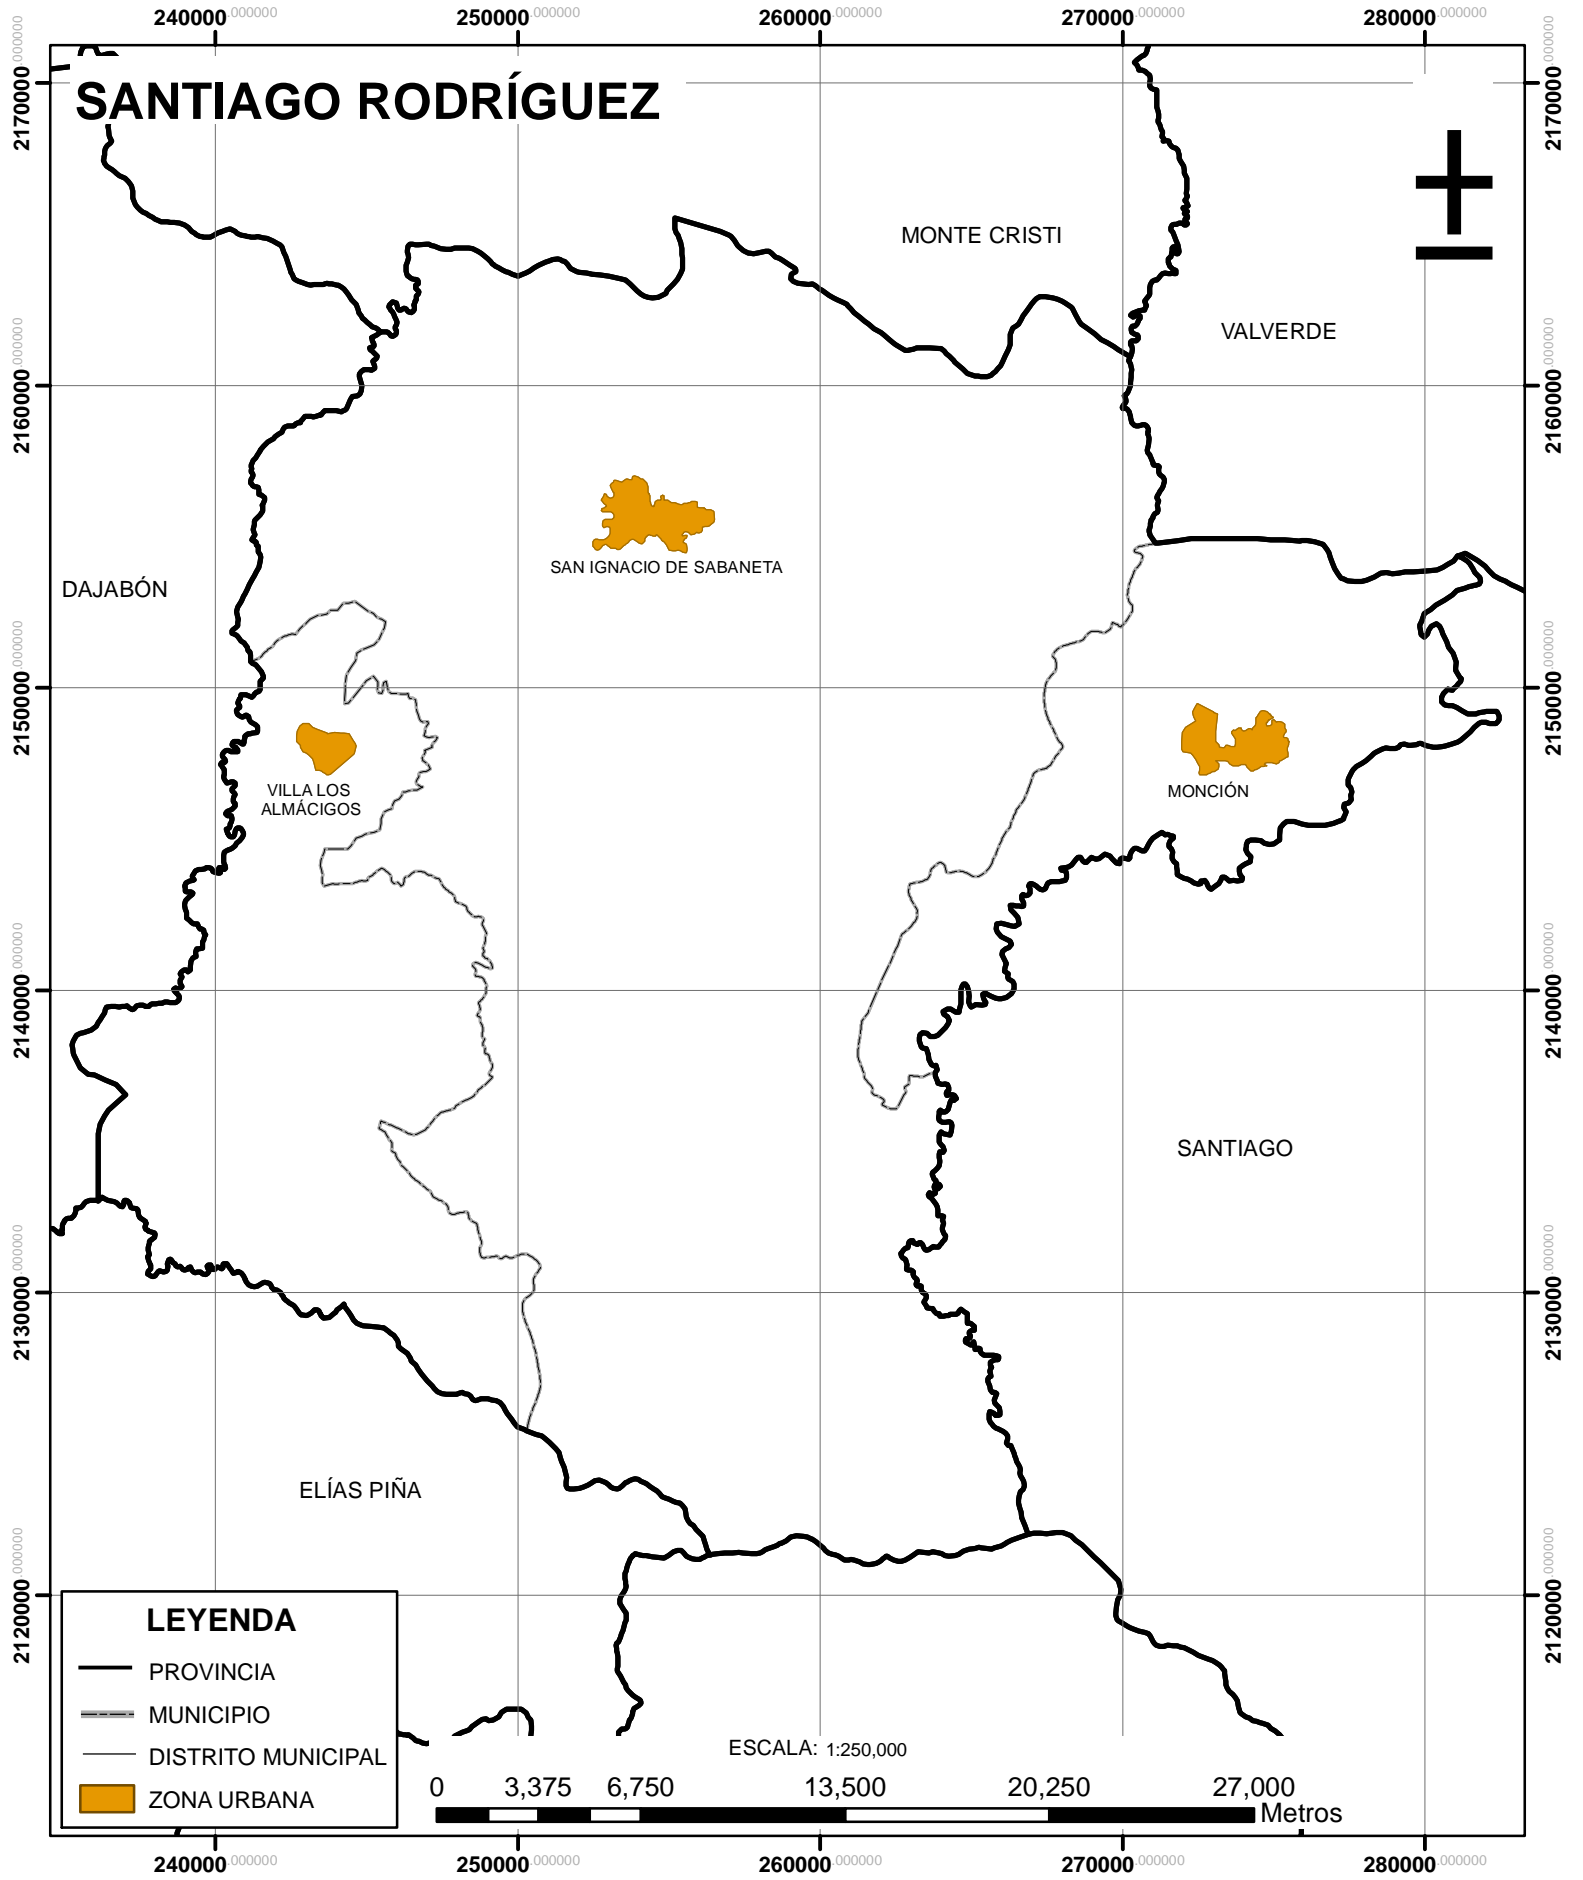 240000.000000 250000.000000 260000.000000 270000.000000 280000.000000
SANTIAGO RODRÍGUEZ
2170000.000000
2170000.000000
MONTE CRISTI
VALVERDE
2160000.000000
2160000.000000
SAN IGNACIO DE SABANETA
DAJABÓN
2150000.000000
2150000.000000
VILLA LOS
ALMÁCIGOS
MONCIÓN
2140000.000000
2140000.000000
SANTIAGO
2130000.000000
2130000.000000
ELÍAS PIÑA
2120000.000000
2120000.000000
LEYENDA
PROVINCIA
MUNICIPIO
DISTRITO MUNICIPAL
ZONA URBANA
ESCALA: 1:250,000
0 3,375 6,750 13,500 20,250 27,000
Metros
240000.000000 250000.000000 260000.000000 270000.000000 280000.000000